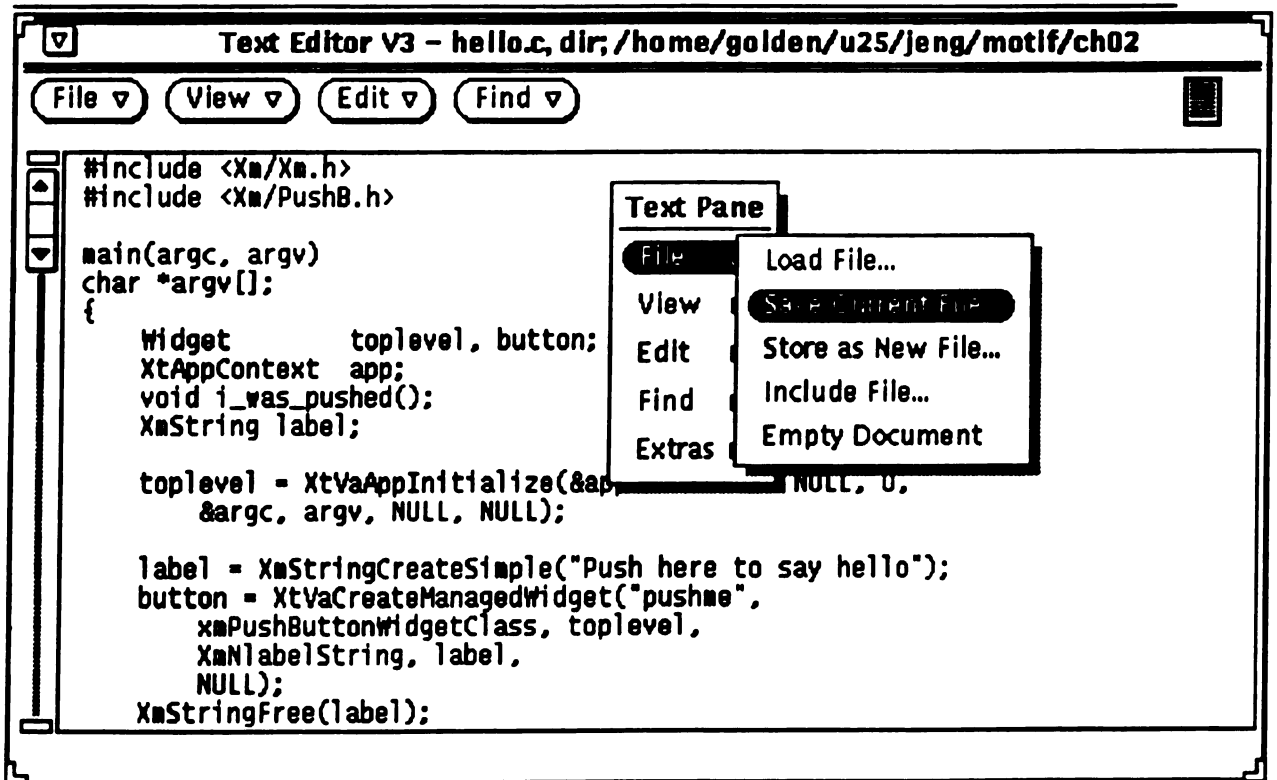 Text Editor V3 – hello.c, dir; /home/golden/u25/jeng/motif/ch02
File View Edit Find
#include <Xm/Xm.h>
#include <Xm/PushB.h>
main(argc, argv)
char *argv[];
{
Widget toplevel, button;
XtAppContext app;
void i_was_pushed();
XmString label;
toplevel = XtVaAppInitialize(&app NULL, 0,
&argc, argv, NULL, NULL);
label = XmStringCreateSimple("Push here to say hello");
button = XtVaCreateManagedWidget("pushme",
xmPushButtonWidgetClass, toplevel,
XmNlabelString, label,
NULL);
XmStringFree(label);
Text Pane
File
View
Edit
Find
Extras
Load File...
Save Current File
Store as New File...
Include File...
Empty Document